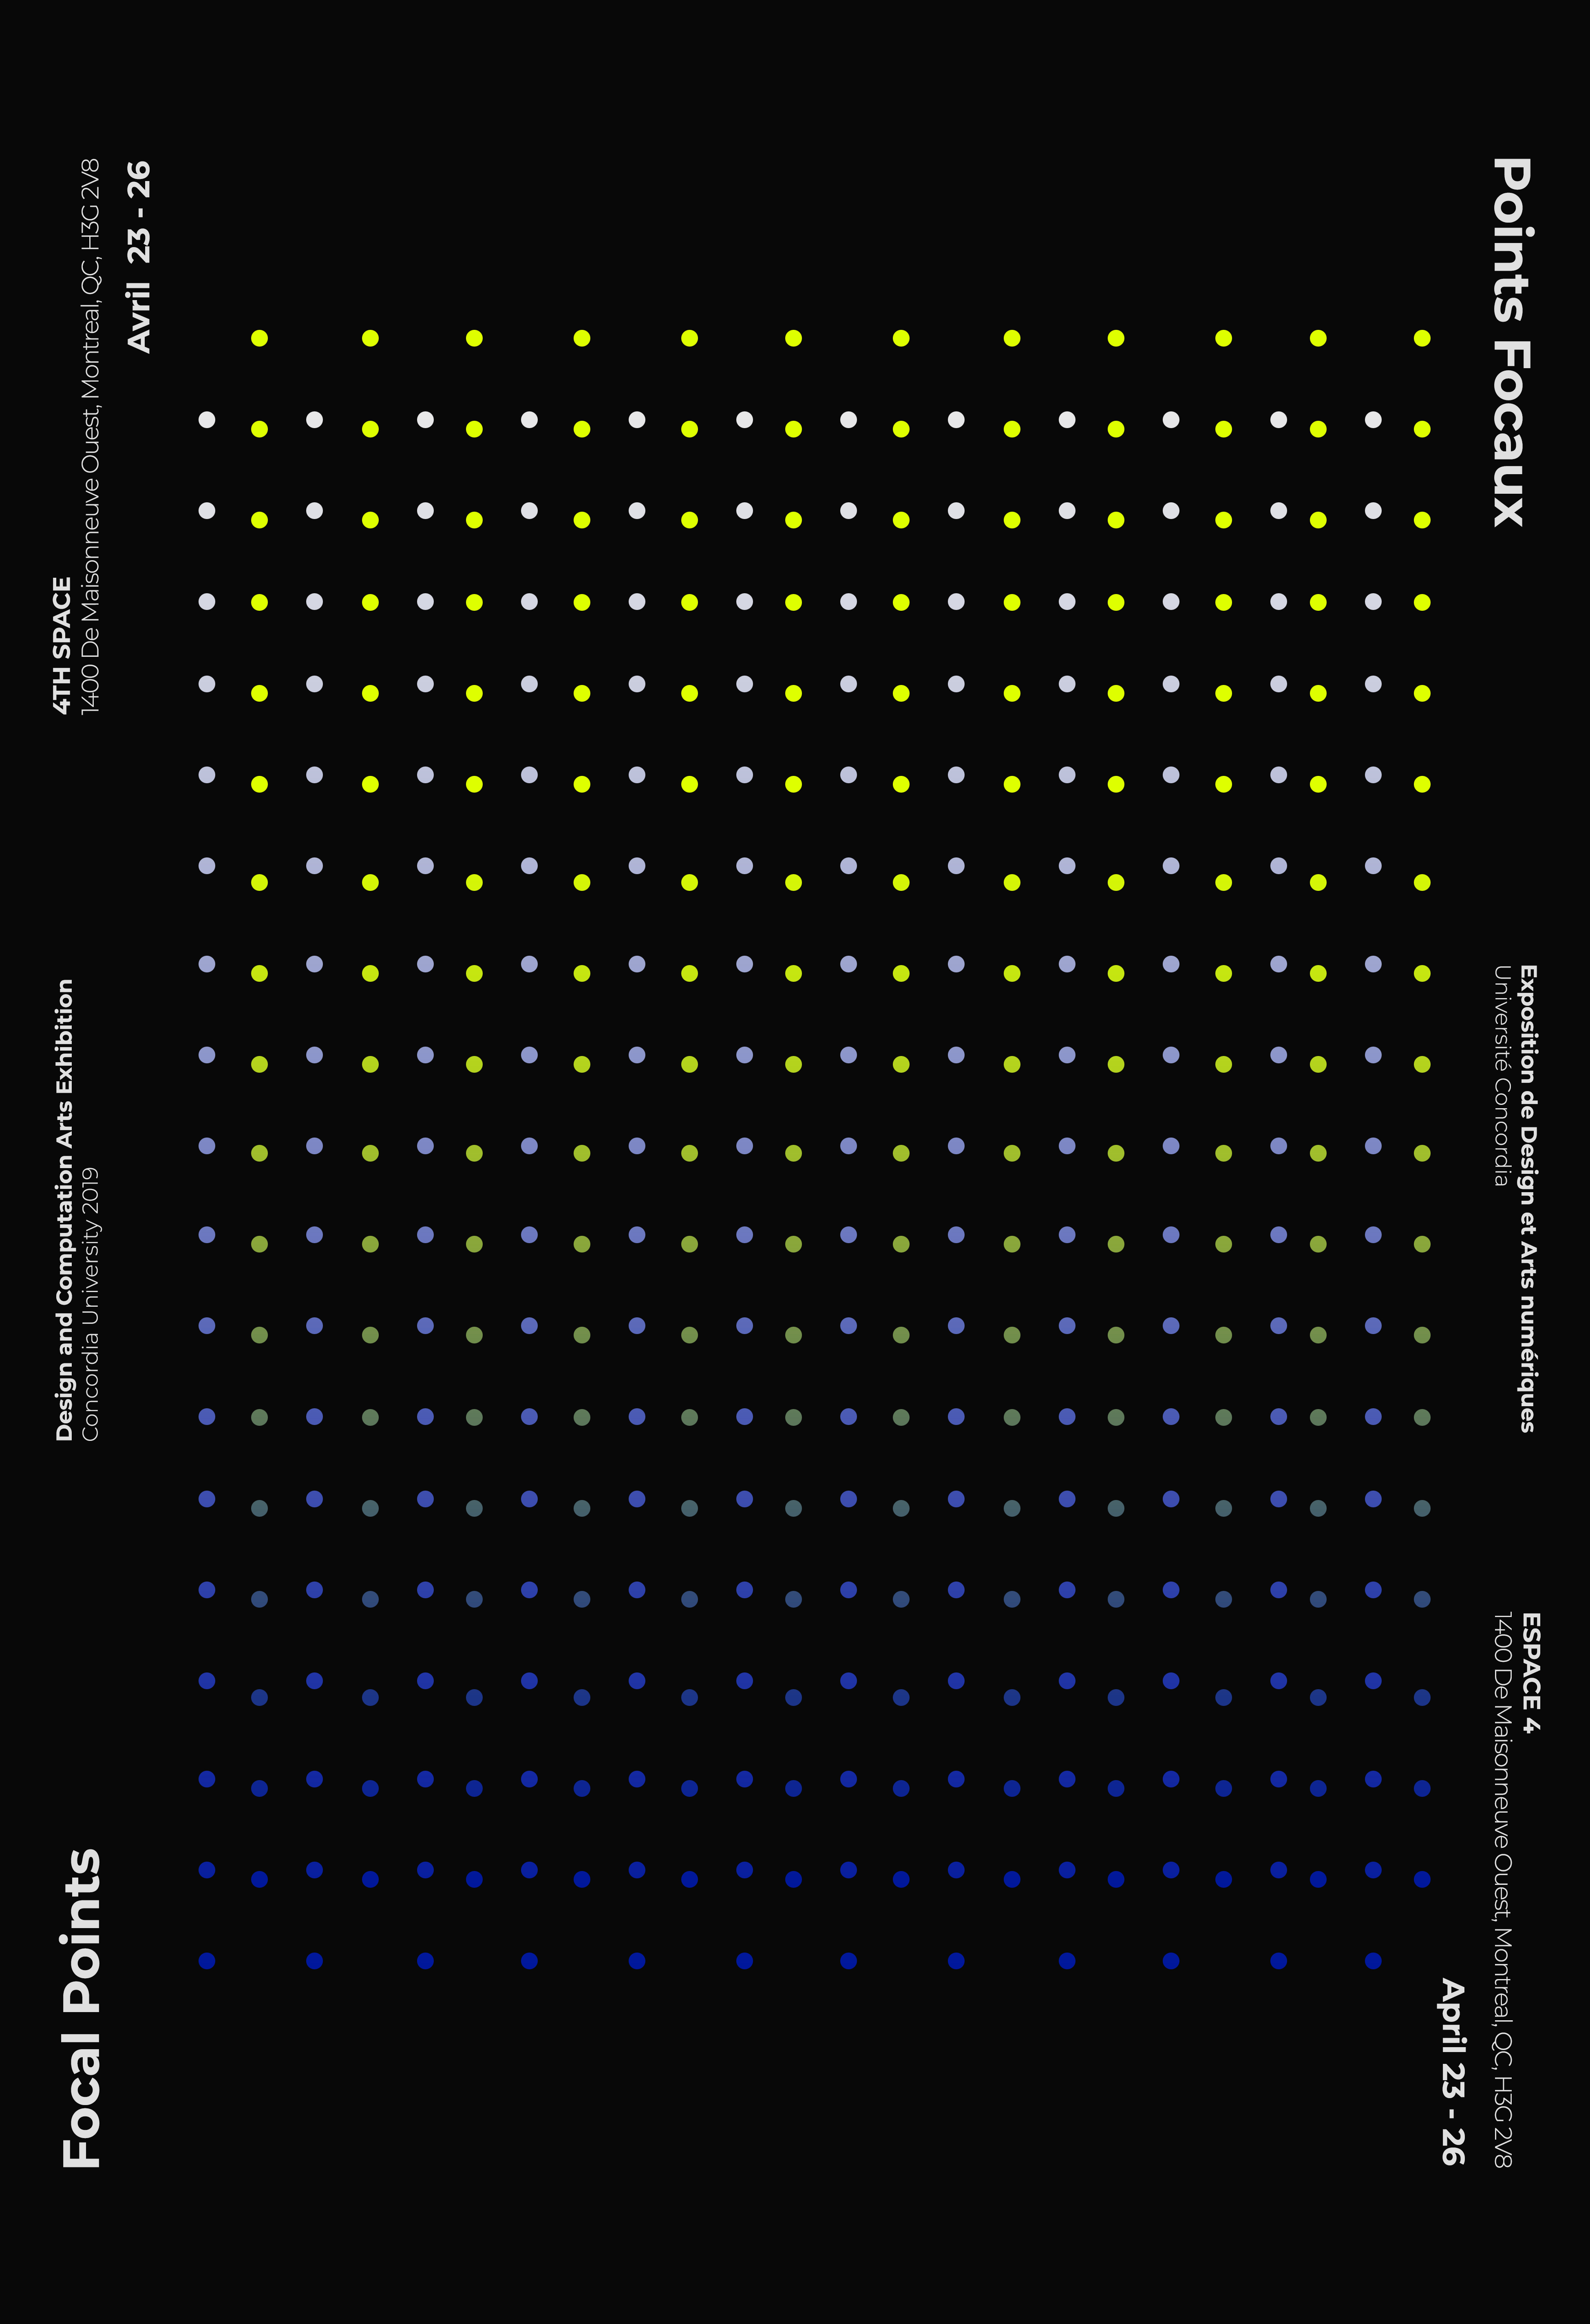 Focal Points
Design and Computation Arts Exhibition
Concordia University 2019
4TH SPACE
1400 De Maisonneuve Ouest, Montreal, QC, H3G 2V8
Avril 23 - 26
Points Focaux
Exposition de Design et Arts numériques
Université Concordia
ESPACE 4
1400 De Maisonneuve Ouest, Montreal, QC, H3G 2V8
April 23 - 26